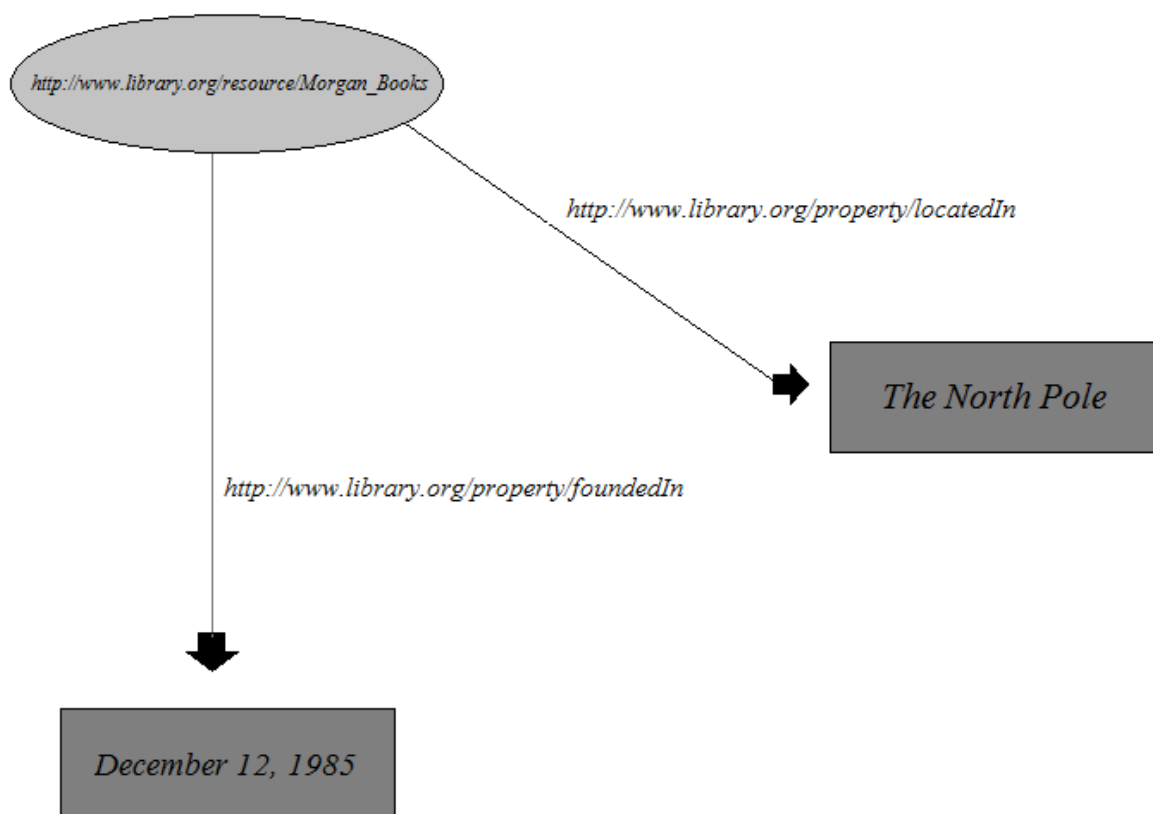 http://www.library.org/resource/Morgan_Books
http://www.library.org/property/locatedIn
The North Pole
http://www.library.org/property/foundedIn
December 12, 1985